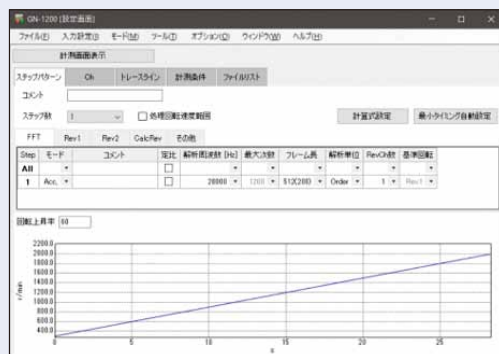 GN-1200 [設定画面]
ファイル(F) 入力設定(I) モード(M) ツール(T) オプション(O) ウィンドウ(W) ヘルプ(H)
計測画面表示
ステップパターン Ch トレースライン 計測条件 ファイルリスト
コメント
ステップ数 1 処理回転速度範囲 計算式設定 最小タイミング自動設定
FFT Rev1 Rev2 CalcRev その他
Step モード コメント 定比 解析周波数 [Hz] 最大次数 フレーム長 解析単位 RevCh数 基準回転
All
1 Acc. 20000 1260 512(200) Order 1 Rev1
回転上昇率 60
2200.0
2000.0
1800.0
1600.0
1400.0
1200.0
1000.0
800.0
600.0
400.0
r/min
0 5 10 15 20 25
s